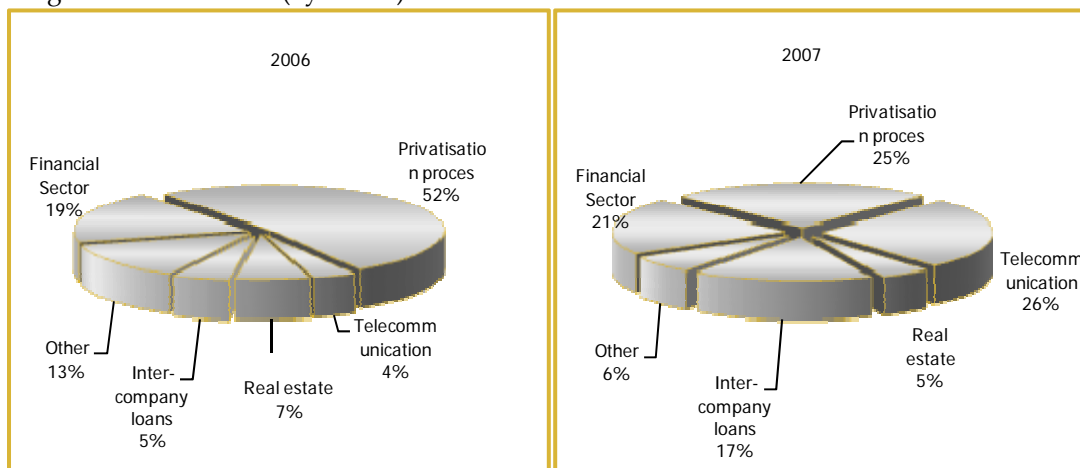 2006
Privatisatio
n proces
52%
Financial
Sector
19%
Other
13%
Inter-
company
loans
5%
Real estate
7%
Telecomm
unication
4%
2007
Privatisatio
n proces
25%
Financial
Sector
21%
Telecomm
unication
26%
Real
estate
5%
Other
6%
Inter-
company
loans
17%